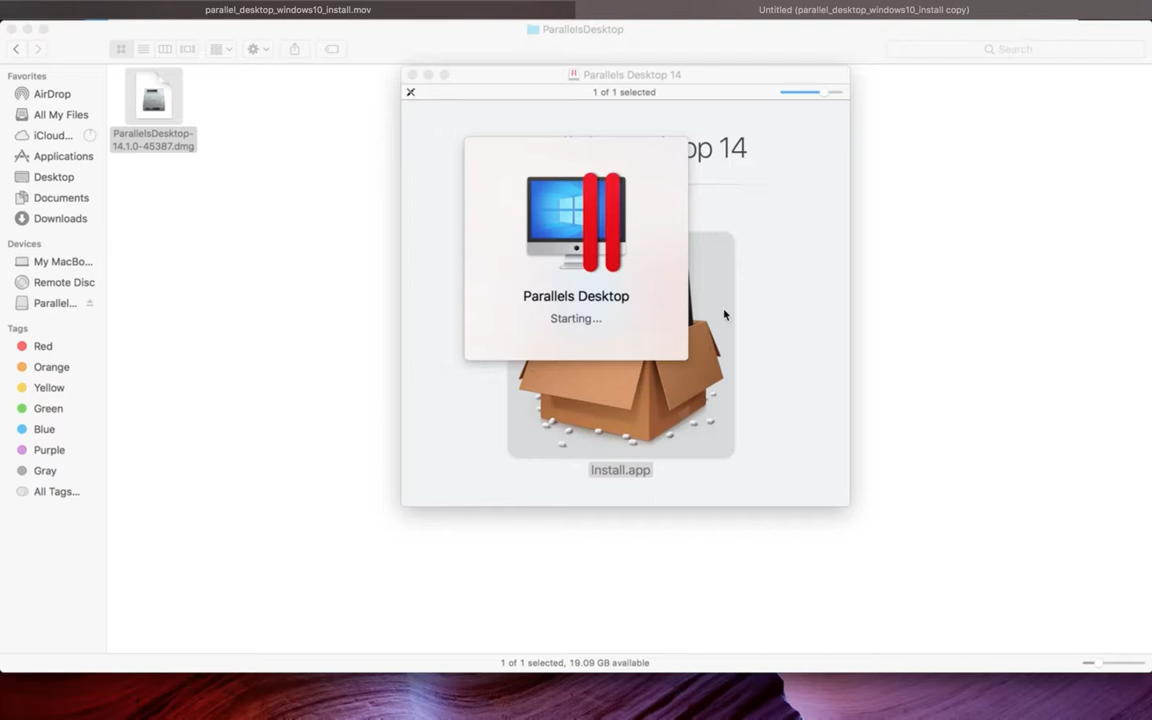 parallel_desktop_windows10_install.mov
Untitled (parallel_desktop_windows10_install copy)
ParallelsDesktop
Search
Favorites
AirDrop
All My Files
iCloud...
Applications
Desktop
Documents
Downloads
Devices
My MacBo...
Remote Disc
Parallel...
Tags
Red
Orange
Yellow
Green
Blue
Purple
Gray
All Tags...
ParallelsDesktop-
14.1.0-45387.dmg
Parallels Desktop 14
1 of 1 selected
op 14
Parallels Desktop
Starting...
Install.app
1 of 1 selected, 19.09 GB available